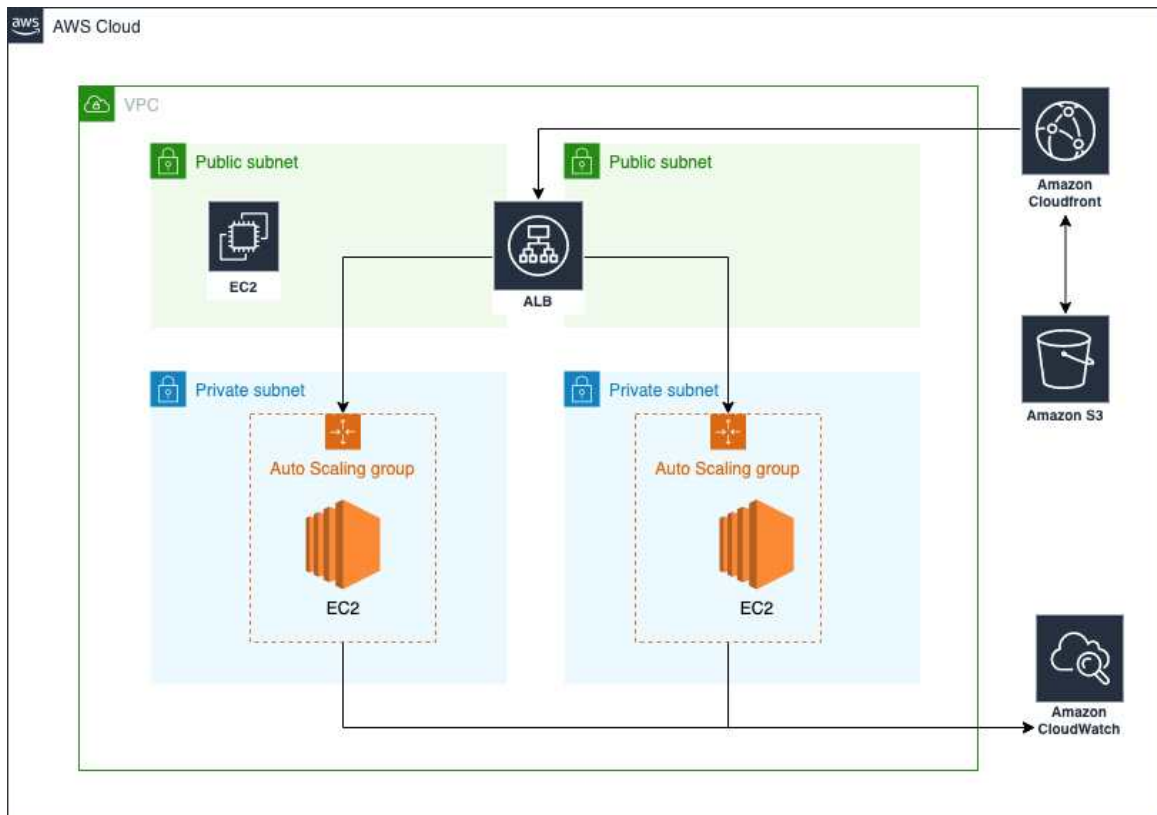 aws
AWS Cloud
VPC
Public subnet
Public subnet
EC2
ALB
Amazon
Cloudfront
Private subnet
Private subnet
Amazon S3
Auto Scaling group
Auto Scaling group
EC2
EC2
Amazon
CloudWatch